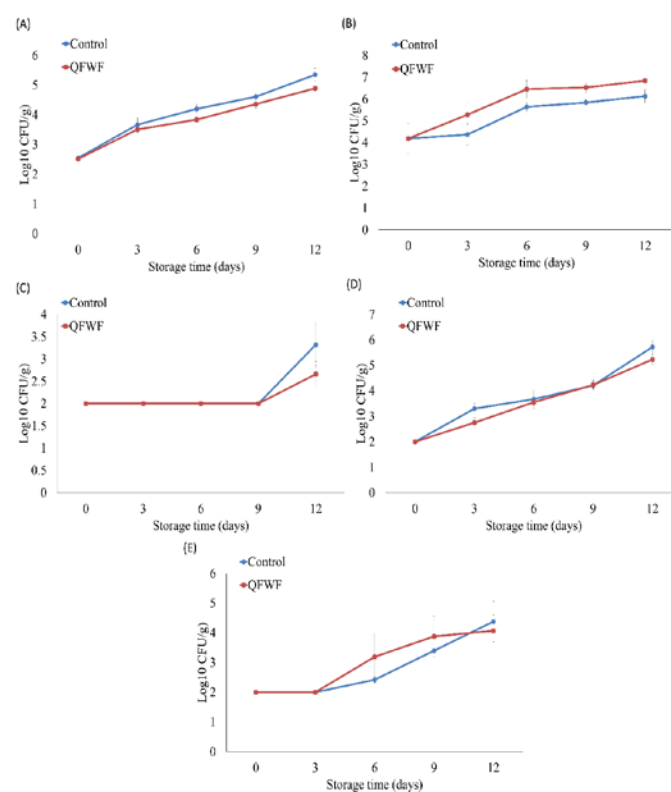 (A)
Control
QFWF
6
5
4
3
2
1
0
Log10 CFU/g)
0 3 6 9 12
Storage time (days)
(B)
Control
QFWF
8
7
6
5
4
3
2
1
0
Log10 CFU/g)
0 3 6 9 12
Storage time (days)
(C)
Control
QFWF
4
3.5
3
2.5
2
1.5
1
0.5
0
Log10 CFU/g)
0 3 6 9 12
Storage time (days)
(D)
Control
QFWF
7
6
5
4
3
2
1
0
Log10 CFU/g)
0 3 6 9 12
Storage time (days)
(E)
Control
QFWF
6
5
4
3
2
1
0
Log10 CFU/g)
0 3 6 9 12
Storage time (days)